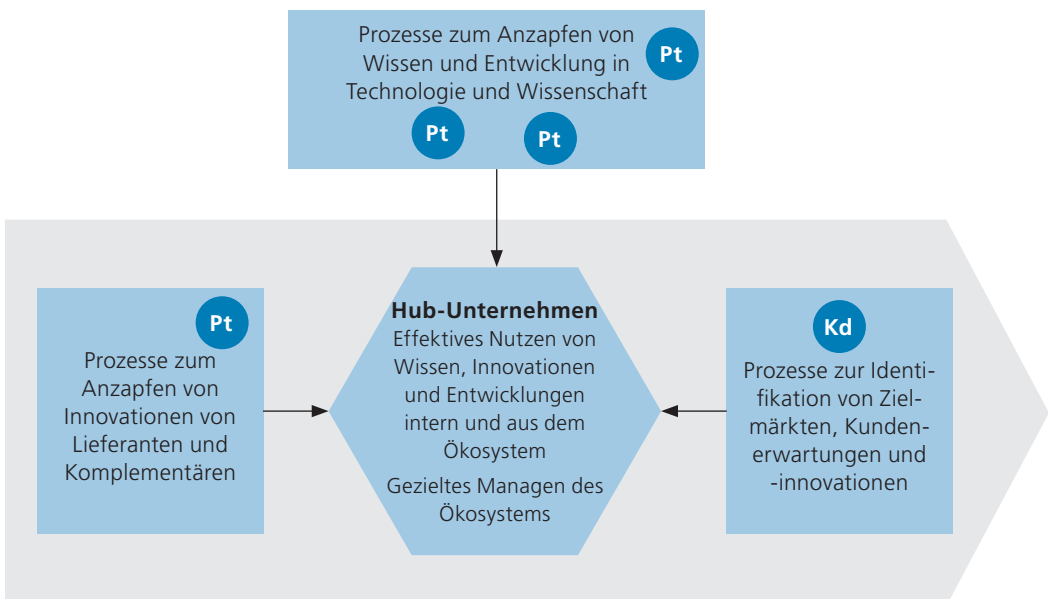 Prozesse zum Anzapfen von
Wissen und Entwicklung in
Technologie und Wissenschaft
Pt
Pt
Pt
Pt
Prozesse zum
Anzapfen von
Innovationen von
Lieferanten und
Komplementären
Hub-Unternehmen
Effektives Nutzen von
Wissen, Innovationen
und Entwicklungen
intern und aus dem
Ökosystem
Gezieltes Managen des
Ökosystems
Kd
Prozesse zur Identi-
fikation von Ziel-
märkten, Kunden-
erwartungen und
-innovationen